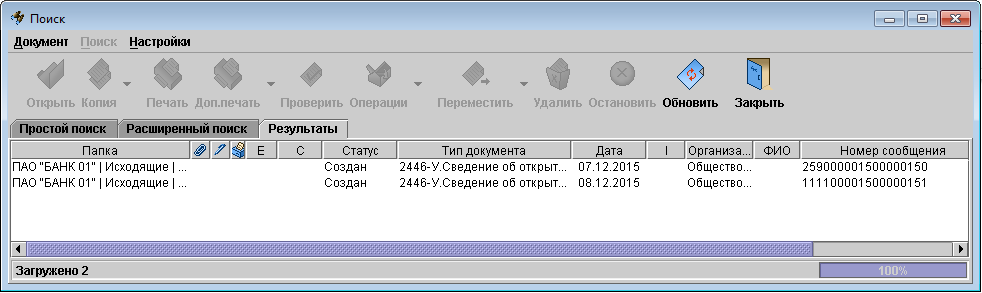 Поиск
Документ Поиск Настройки
Открыть Копия Печать Доп.печать Проверить Операции Переместить Удалить Остановить Обновить Закрыть
Простой поиск Расширенный поиск Результаты
Папка Е С Статус Тип документа Дата I Организа... ФИО Номер сообщения
ПАО "БАНК 01" | Исходящие | ... Создан 2446-У.Сведение об открыт... 07.12.2015 Общество... 259000001500000150
ПАО "БАНК 01" | Исходящие | ... Создан 2446-У.Сведение об открыт... 08.12.2015 Общество... 111100001500000151
Загружено 2 100%